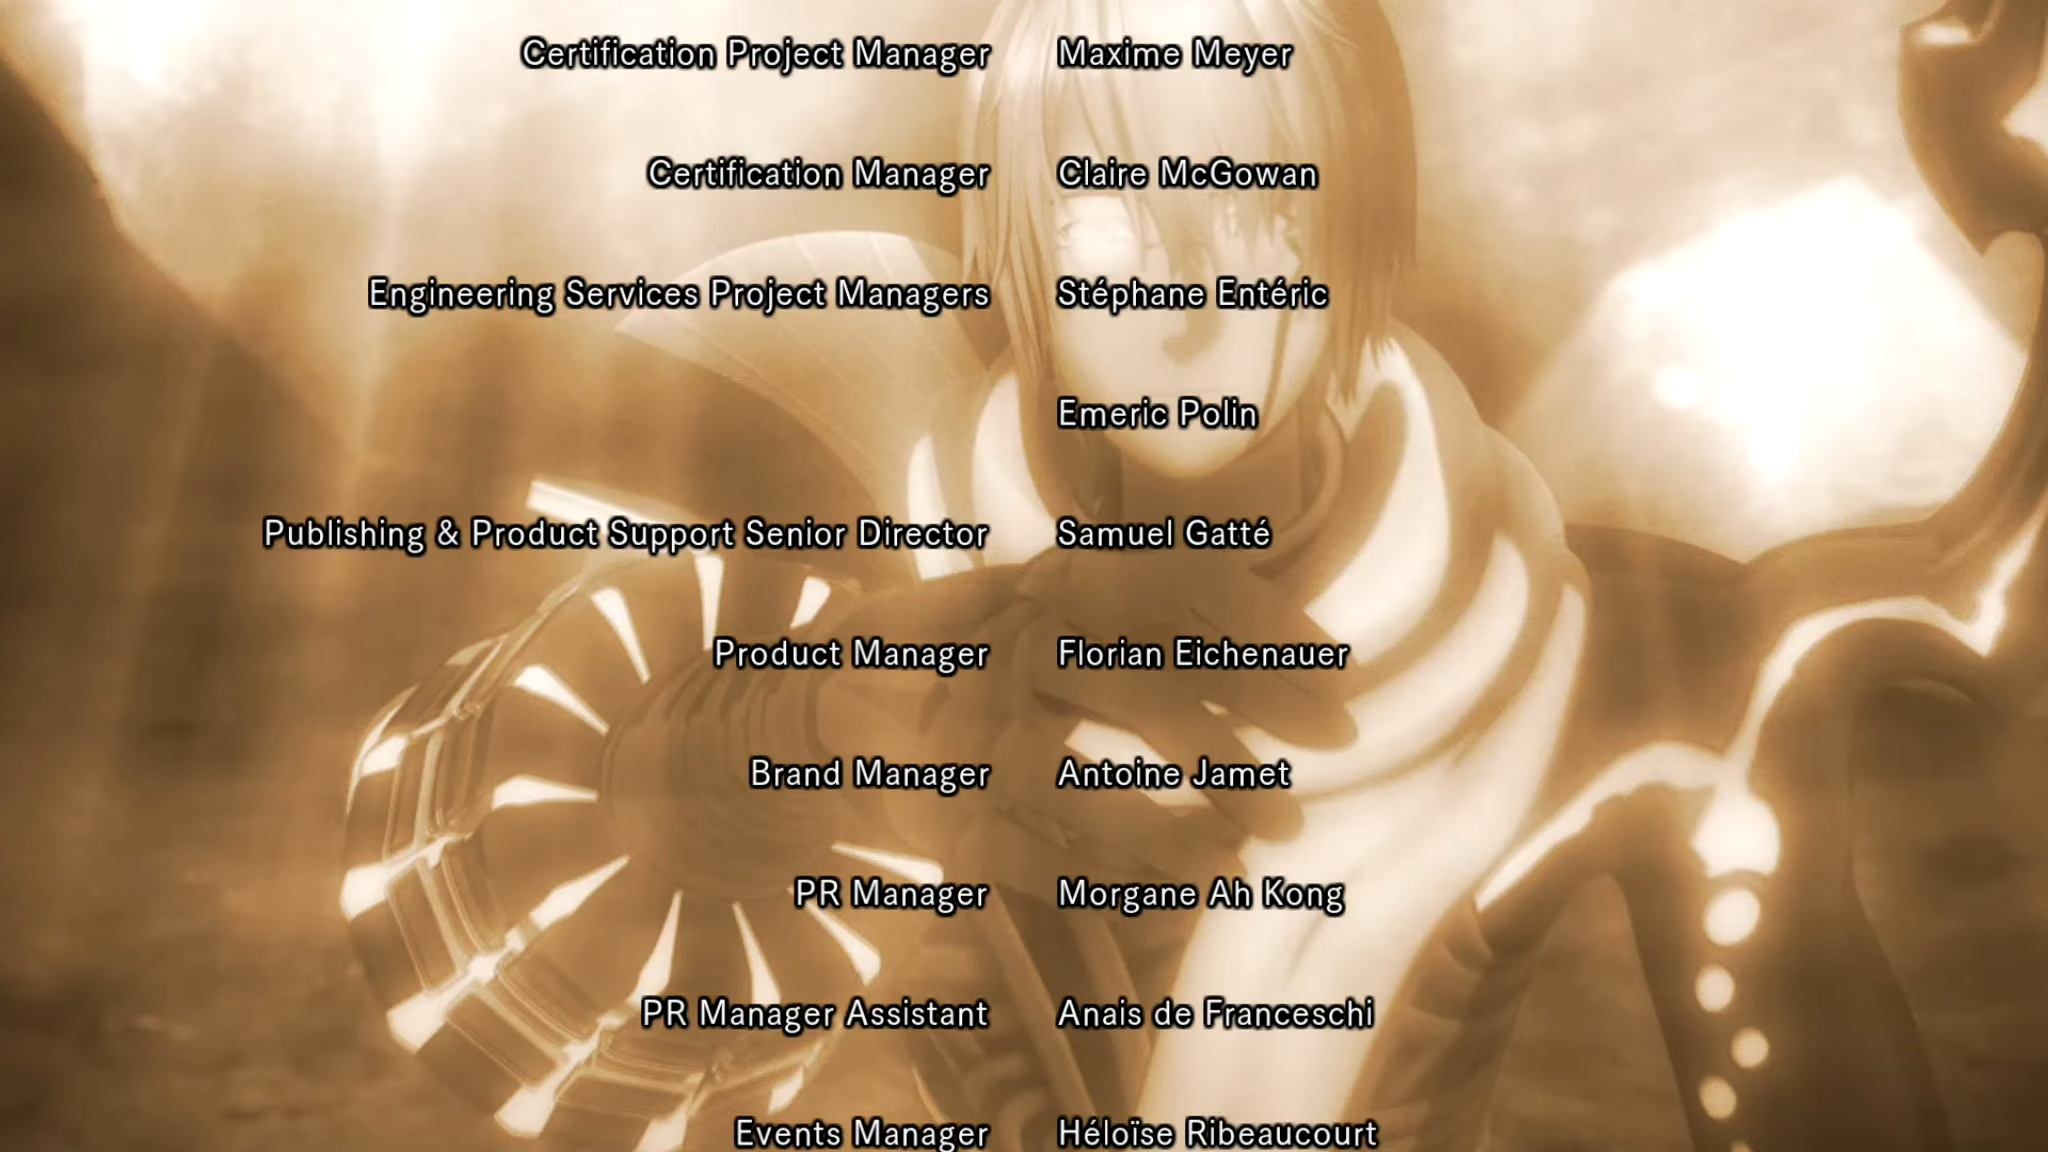 Certification Project Manager Maxime Meyer
Certification Manager Claire McGowan
Engineering Services Project Managers Stéphane Entéric
Emeric Polin
Publishing & Product Support Senior Director Samuel Gatté
Product Manager Florian Eichenauer
Brand Manager Antoine Jamet
PR Manager Morgane Ah Kong
PR Manager Assistant Anais de Franceschi
Events Manager Héloïse Ribeaucourt